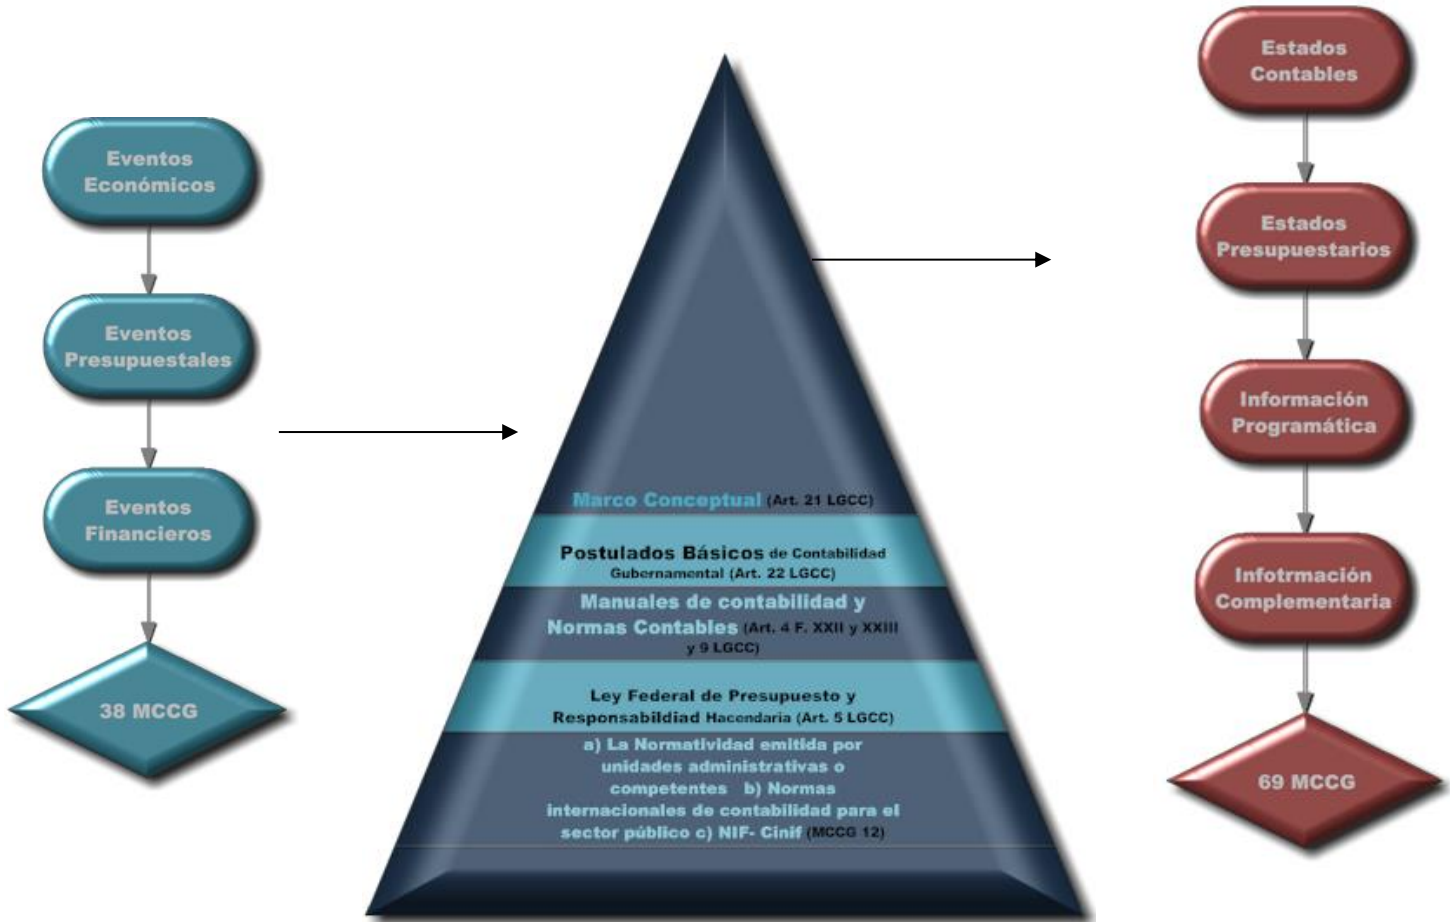 Eventos
Económicos
Eventos
Presupuestales
Eventos
Financieros
38 MCCG
Marco Conceptual (Art. 21 LGCC)
Postulados Básicos de Contabilidad
Gubernamental (Art. 22 LGCC)
Manuales de contabilidad y
Normas Contables (Art. 4 F. XXII y XXIII
y 9 LGCC)
Ley Federal de Presupuesto y
Responsabildiad Hacendaria (Art. 5 LGCC)
a) La Normatividad emitida por
unidades administrativas o
competentes b) Normas
internacionales de contabilidad para el
sector público c) NIF- Cinif (MCCG 12)
Estados
Contables
Estados
Presupuestarios
Información
Programática
Infotrmación
Complementaria
69 MCCG